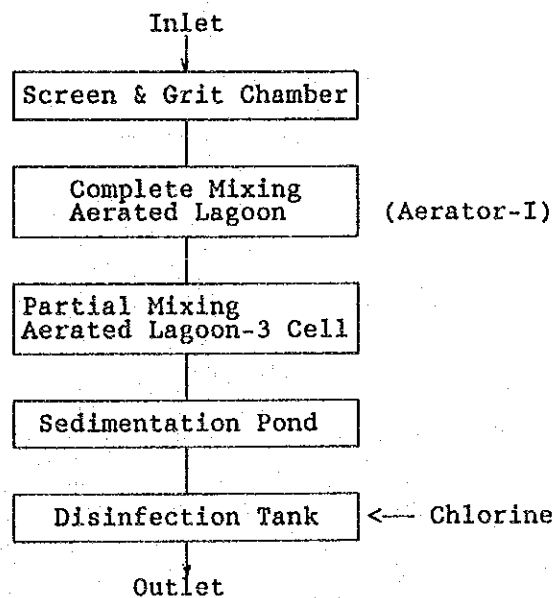 Inlet
Screen & Grit Chamber
Complete Mixing
Aerated Lagoon
(Aerator-I)
Partial Mixing
Aerated Lagoon-3 Cell
Sedimentation Pond
Disinfection Tank
<--- Chlorine
Outlet